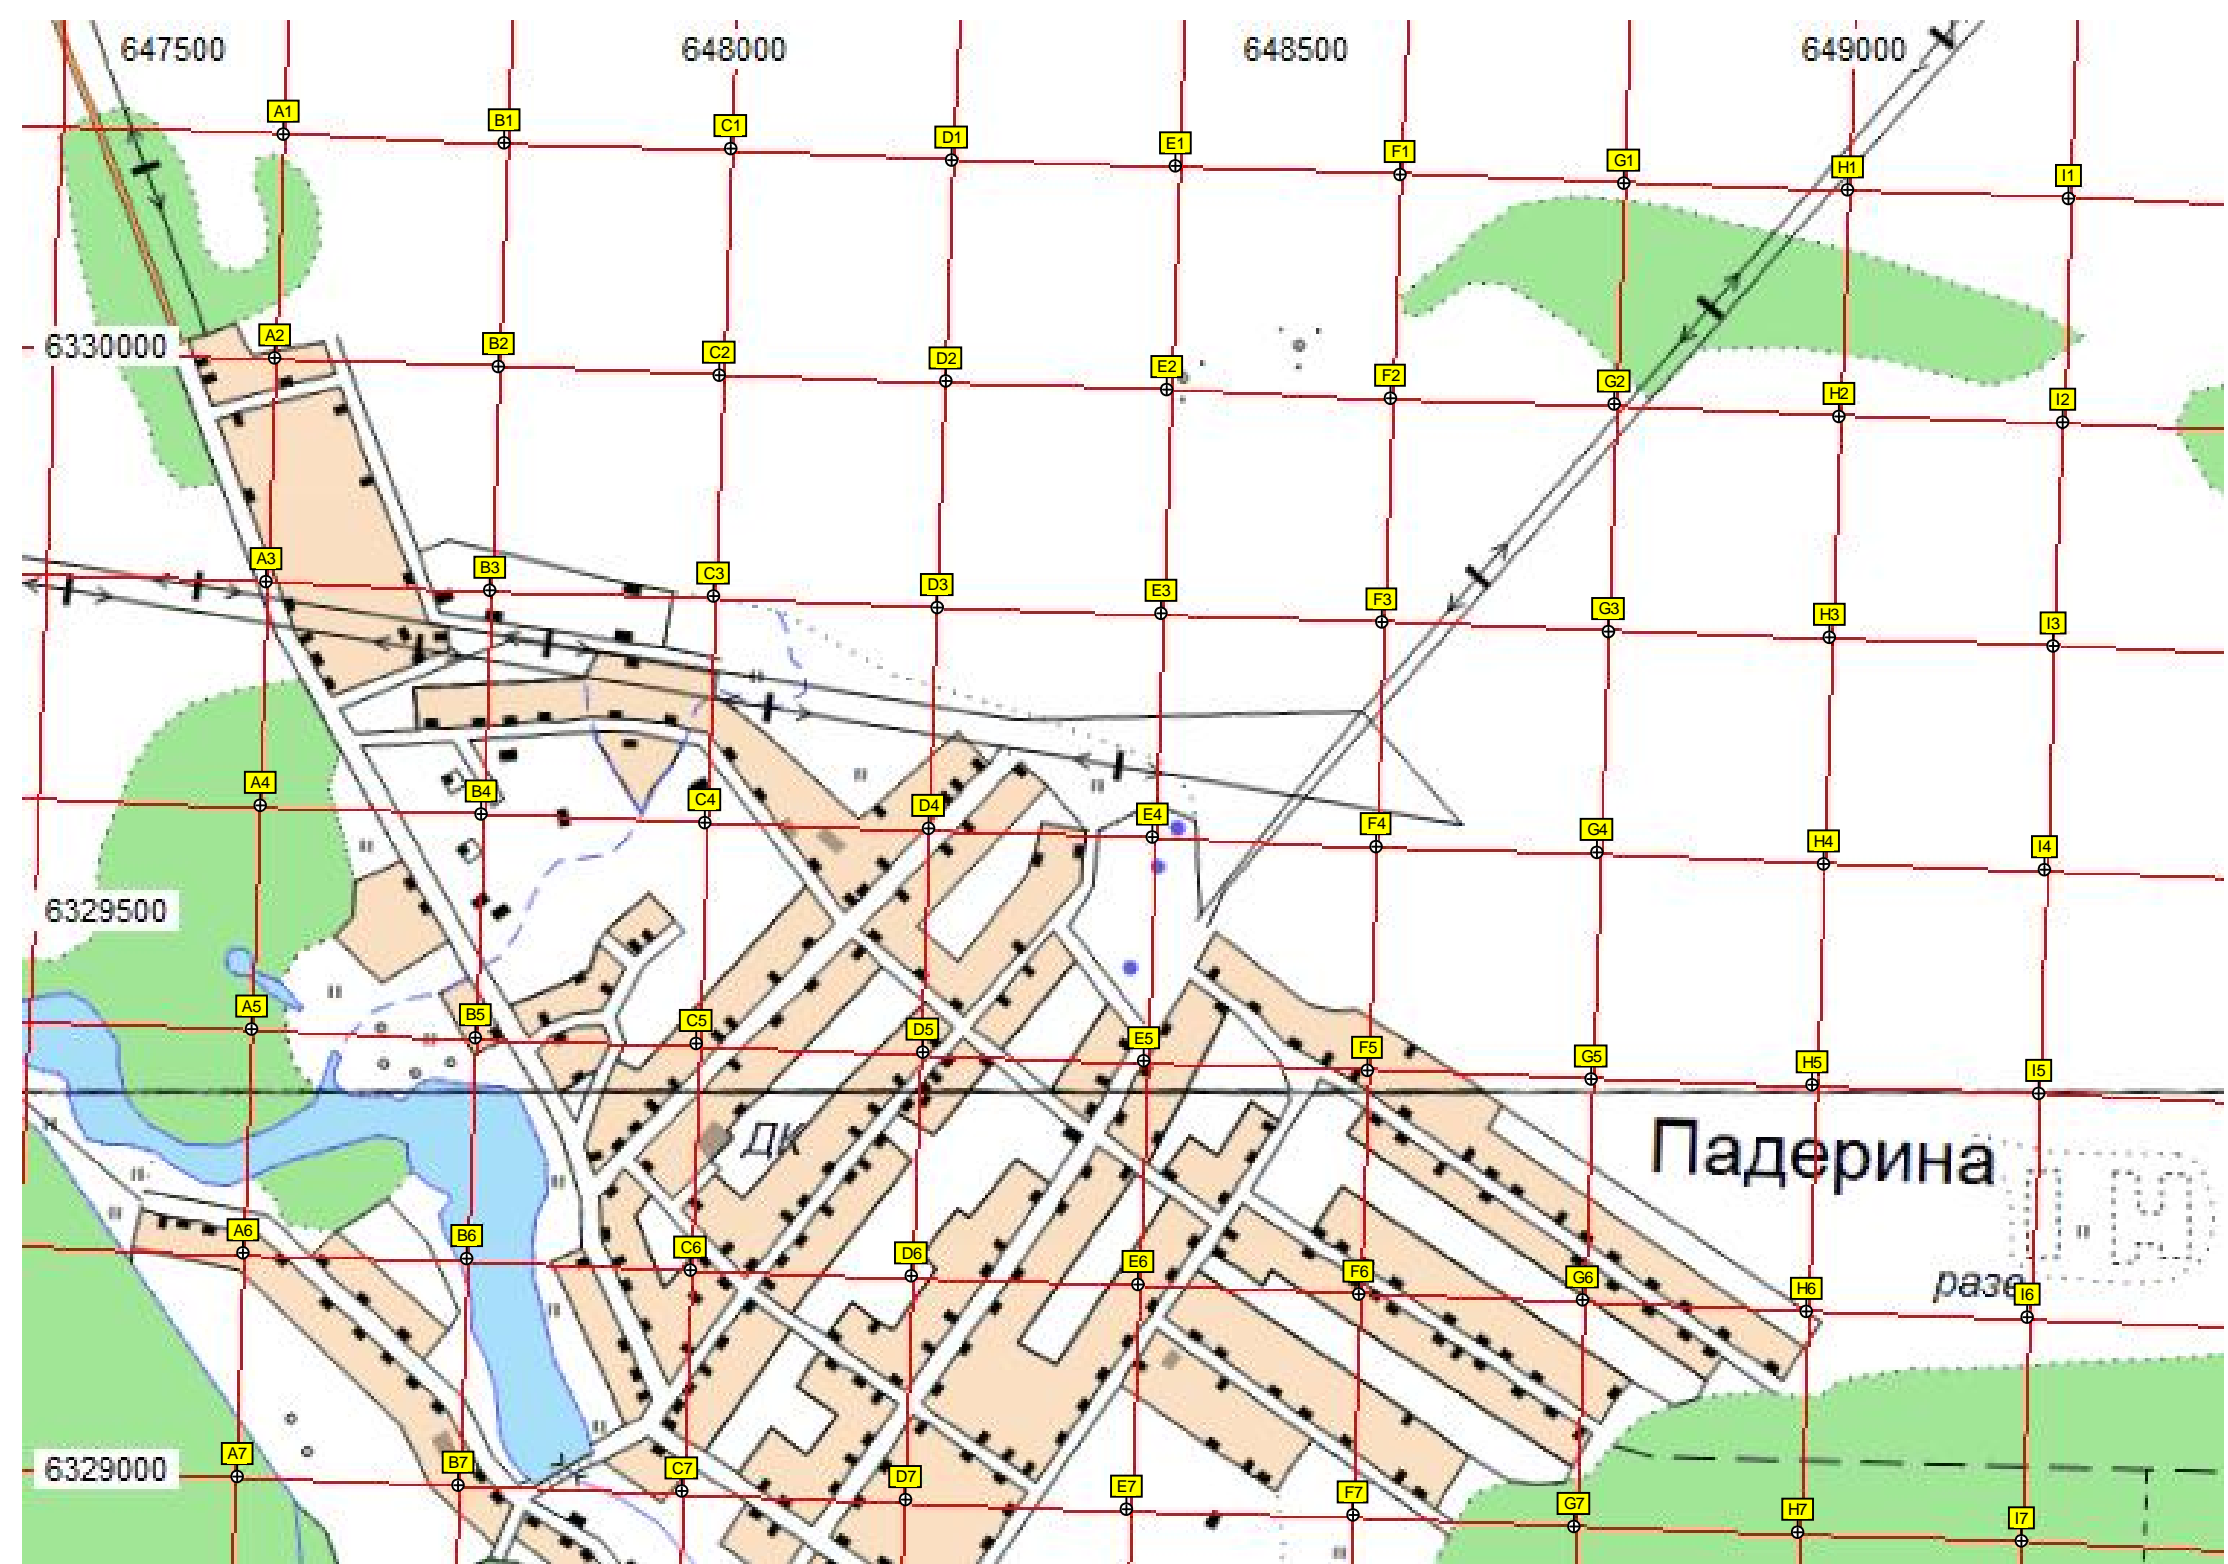 647500 648000 648500 649000
A1 B1 C1 D1 E1 F1 G1 H1 I1
6330000
A2 B2 C2 D2 E2 F2 G2 H2 I2
A3 B3 C3 D3 E3 F3 G3 H3 I3
A4 B4 C4 D4 E4 F4 G4 H4 I4
6329500
A5 B5 C5 D5 E5 F5 G5 H5 I5
ДК
Падерина
A6 B6 C6 D6 E6 F6 G6 H6 I6
разв
6329000
A7 B7 C7 D7 E7 F7 G7 H7 I7